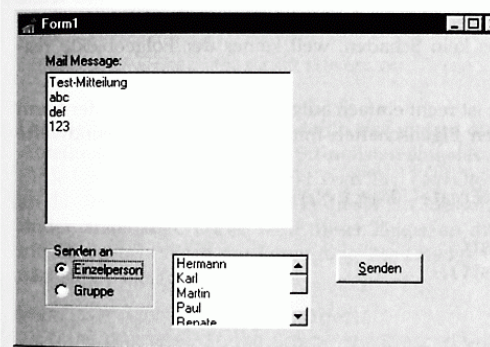 Form1
Mail Message:
Test-Mitteilung
abc
def
123
Senden an
Einzelperson
Gruppe
Hermann
Karl
Martin
Paul
Renate
Senden